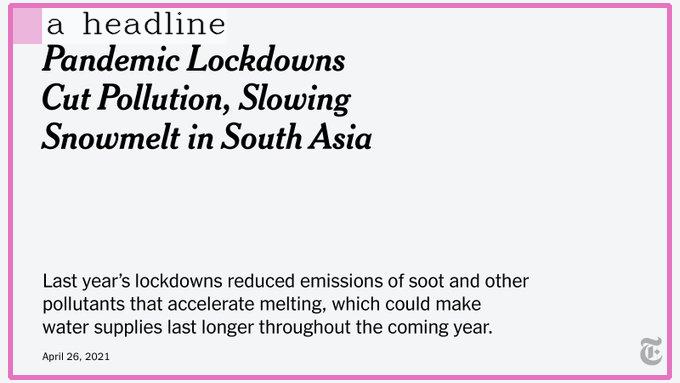 a headline
Pandemic Lockdowns
Cut Pollution, Slowing
Snowmelt in South Asia
Last year's lockdowns reduced emissions of soot and other
pollutants that accelerate melting, which could make
water supplies last longer throughout the coming year.
April 26, 2021
T